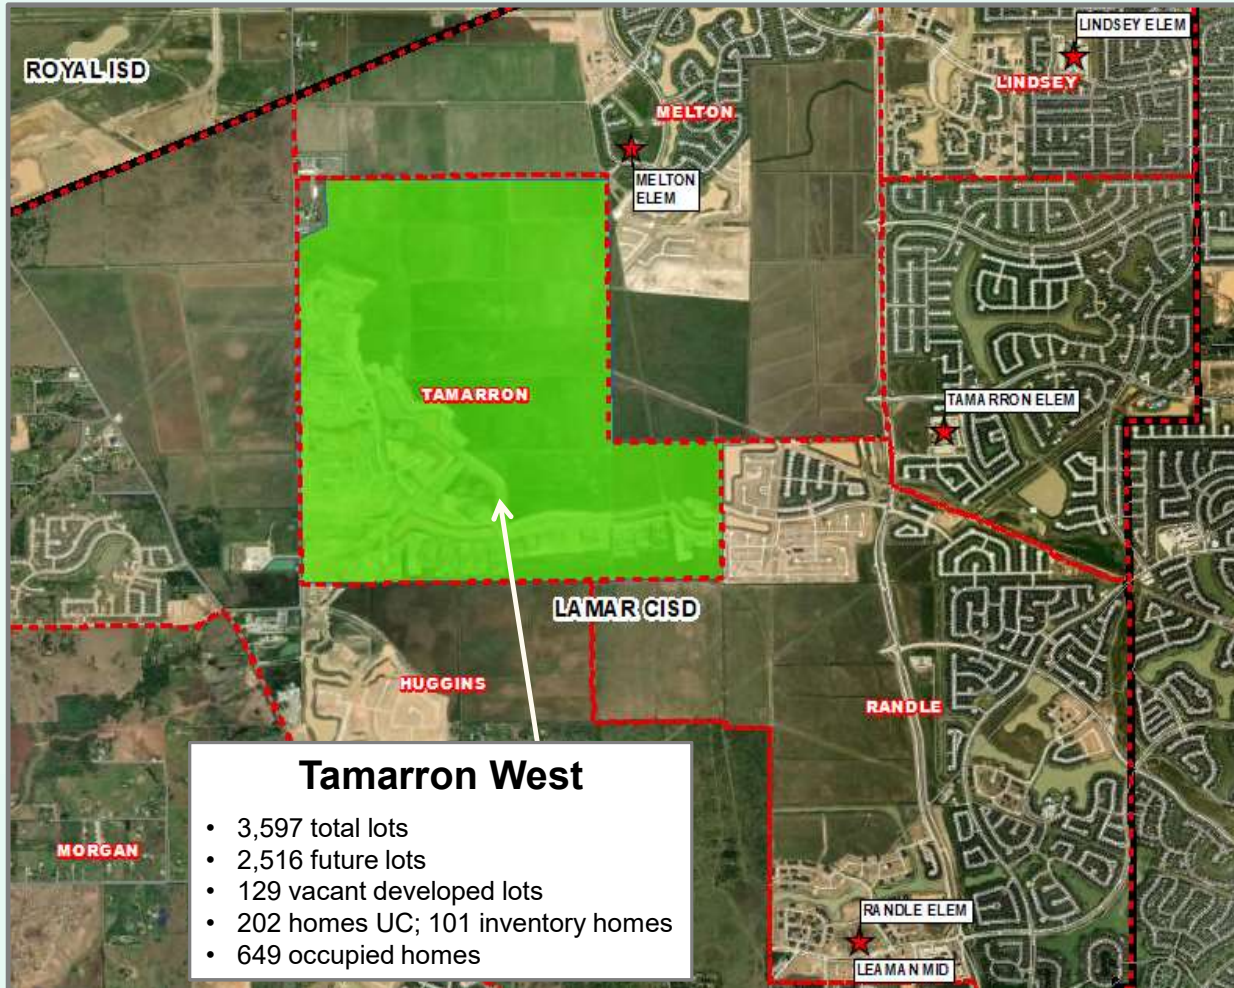 LINDSEY ELEM
ROYAL ISD
LINDSEY
MELTON
MELTON
ELEM
TAMARRON
TAMARRON ELEM
LAMAR CISD
HUGGINS
RANDLE
Tamarron West
• 3,597 total lots
• 2,516 future lots
• 129 vacant developed lots
• 202 homes UC; 101 inventory homes
• 649 occupied homes
MORGAN
RANDLE ELEM
LEAMAN MID